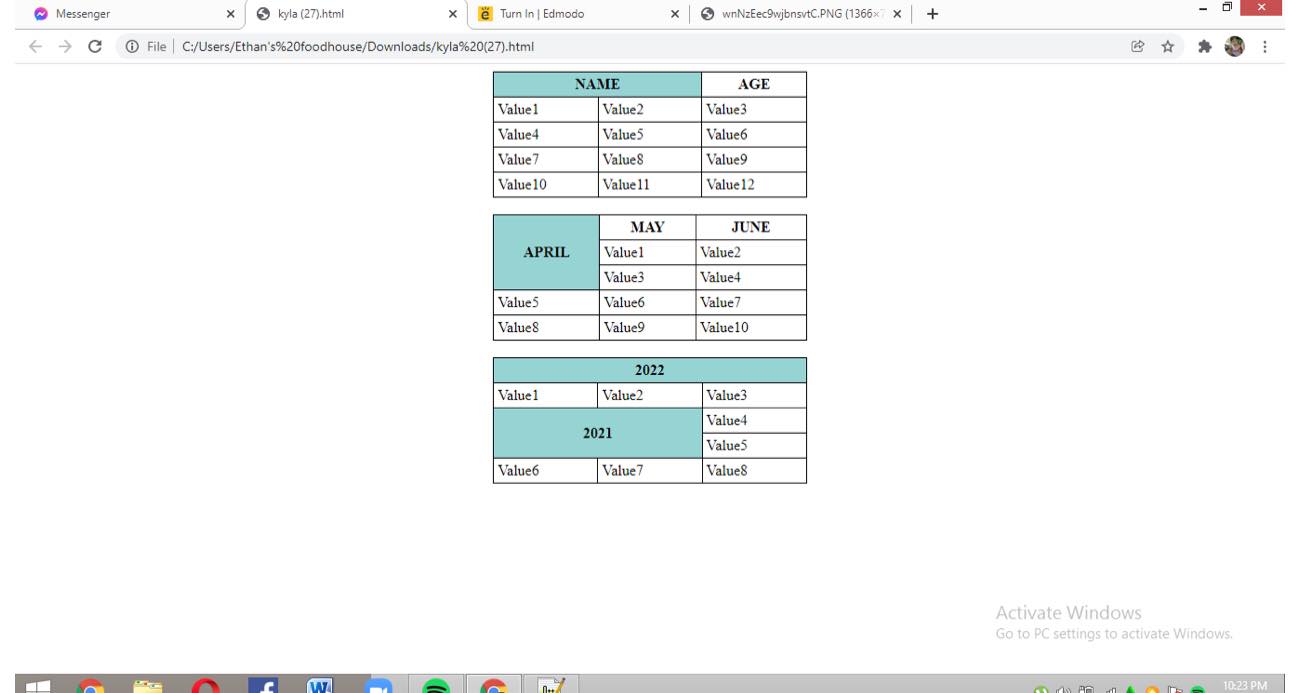 Messenger × kyla (27).html × Turn In | Edmodo × wnNzEec9wjbnsvtC.PNG (1366× × +
File | C:/Users/Ethan's%20foodhouse/Downloads/kyla%20(27).html
NAME AGE
Value1 Value2 Value3
Value4 Value5 Value6
Value7 Value8 Value9
Value10 Value11 Value12
APRIL MAY JUNE
Value1 Value2
Value3 Value4
Value5 Value6 Value7
Value8 Value9 Value10
2022
Value1 Value2 Value3
2021 Value4
Value5
Value6 Value7 Value8
Activate Windows
Go to PC settings to activate Windows.
10:23 PM